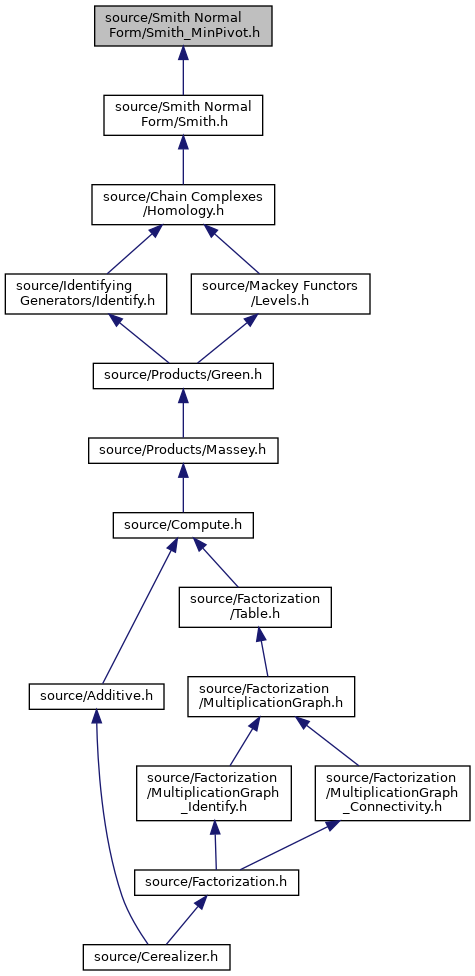 source/Smith Normal
Form/Smith_MinPivot.h
source/Smith Normal
Form/Smith.h
source/Chain Complexes
/Homology.h
source/Identifying
Generators/Identify.h
source/Mackey Functors
/Levels.h
source/Products/Green.h
source/Products/Massey.h
source/Compute.h
source/Factorization
/Table.h
source/Additive.h
source/Factorization
/MultiplicationGraph.h
source/Factorization
/MultiplicationGraph
_Identify.h
source/Factorization
/MultiplicationGraph
_Connectivity.h
source/Factorization.h
source/Cerealizer.h